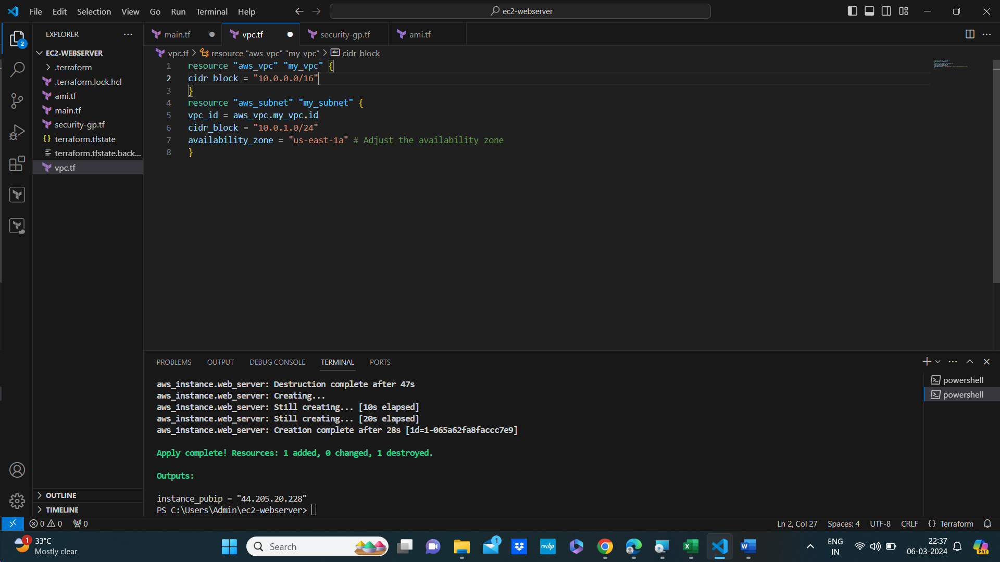 File Edit Selection View Go Run Terminal Help
ec2-webserver
EXPLORER
main.tf
vpc.tf
security-gp.tf
ami.tf
2
EC2-WEBSERVER
.terraform
.terraform.lock.hcl
ami.tf
main.tf
security-gp.tf
{} terraform.tfstate
terraform.tfstate.back...
vpc.tf
vpc.tf > resource "aws_vpc" "my_vpc" > abc cidr_block
1 resource "aws_vpc" "my_vpc" {
2 cidr_block = "10.0.0.0/16"
3 }
4 resource "aws_subnet" "my_subnet" {
5 vpc_id = aws_vpc.my_vpc.id
6 cidr_block = "10.0.1.0/24"
7 availability_zone = "us-east-1a" # Adjust the availability zone
8 }
PROBLEMS OUTPUT DEBUG CONSOLE TERMINAL PORTS
aws_instance.web_server: Destruction complete after 47s
aws_instance.web_server: Creating...
aws_instance.web_server: Still creating... [10s elapsed]
aws_instance.web_server: Still creating... [20s elapsed]
aws_instance.web_server: Creation complete after 28s [id=i-065a62fa8faccc7e9]
Apply complete! Resources: 1 added, 0 changed, 1 destroyed.
Outputs:
instance_pubip = "44.205.20.228"
PS C:\Users\Admin\ec2-webserver>
powershell
powershell
OUTLINE
TIMELINE
0 0 0
Ln 2, Col 27 Spaces: 4 UTF-8 CRLF {} Terraform
1
33°C
Mostly clear
Search
1
myhp
X
W
ENG
IN
22:37
06-03-2024
PRE